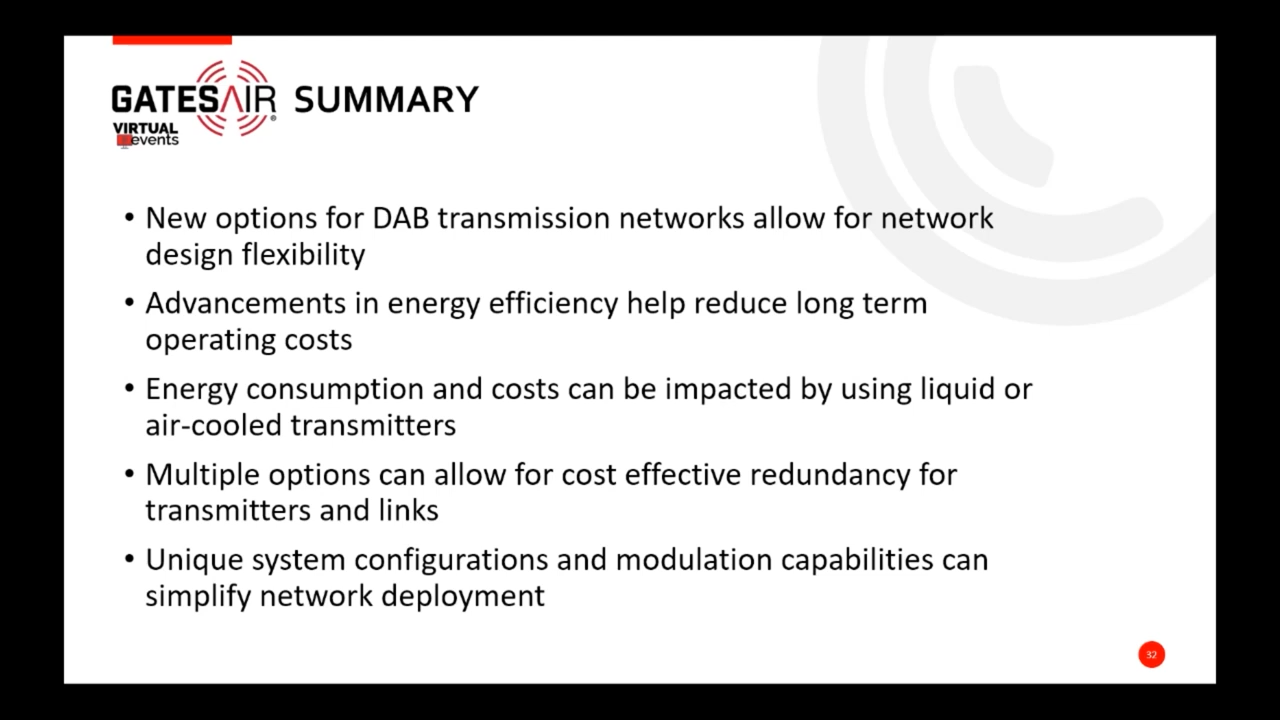 GATESAIR SUMMARY
VIRTUAL
events
• New options for DAB transmission networks allow for network
design flexibility
• Advancements in energy efficiency help reduce long term
operating costs
• Energy consumption and costs can be impacted by using liquid or
air-cooled transmitters
• Multiple options can allow for cost effective redundancy for
transmitters and links
• Unique system configurations and modulation capabilities can
simplify network deployment
32